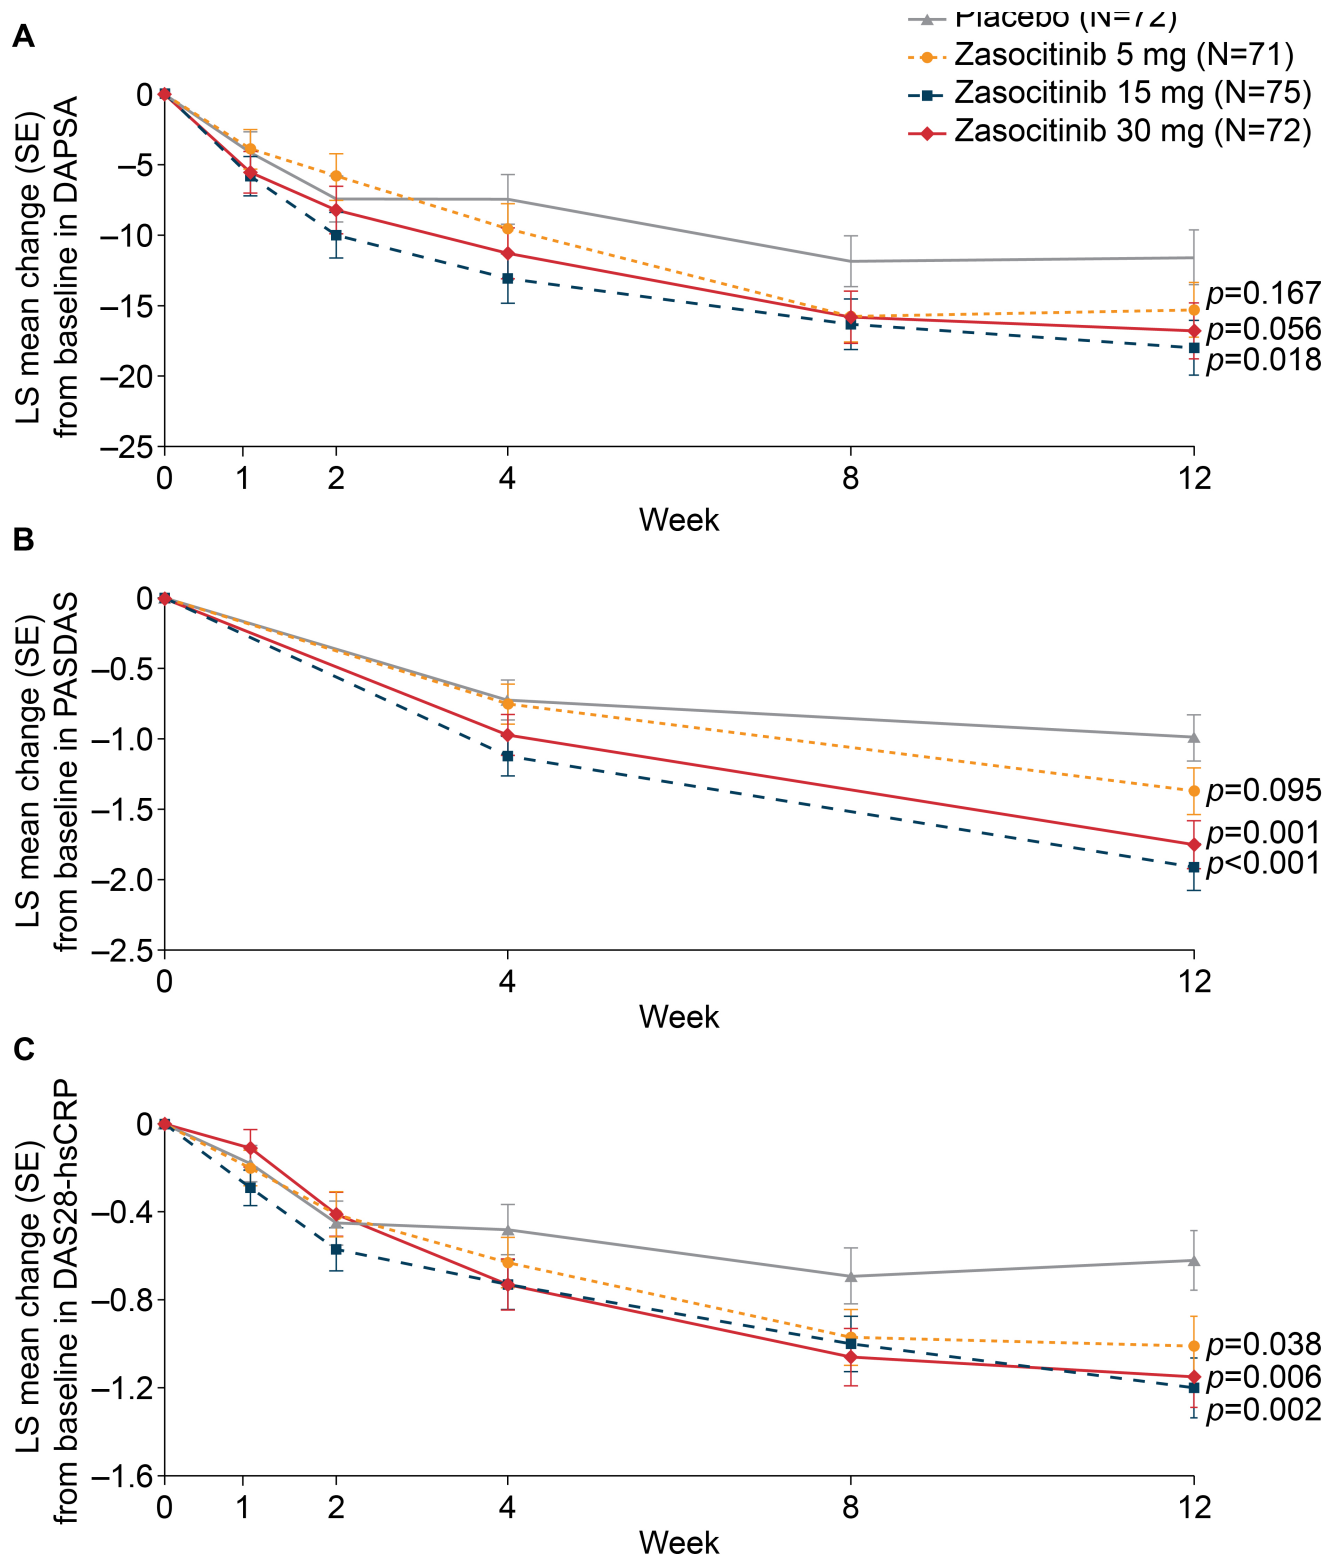 A
Placebo (N=72)
Zasocitinib 5 mg (N=71)
Zasocitinib 15 mg (N=75)
Zasocitinib 30 mg (N=72)
LS mean change (SE)
from baseline in DAPSA
0
–5
–10
–15
–20
–25
p=0.167
p=0.056
p=0.018
0 1 2 4 8 12
Week
B
LS mean change (SE)
from baseline in PASDAS
0
–0.5
–1.0
–1.5
–2.0
–2.5
p=0.095
p=0.001
p<0.001
0 4 12
Week
C
LS mean change (SE)
from baseline in DAS28-hsCRP
0
–0.4
–0.8
–1.2
–1.6
p=0.038
p=0.006
p=0.002
0 1 2 4 8 12
Week